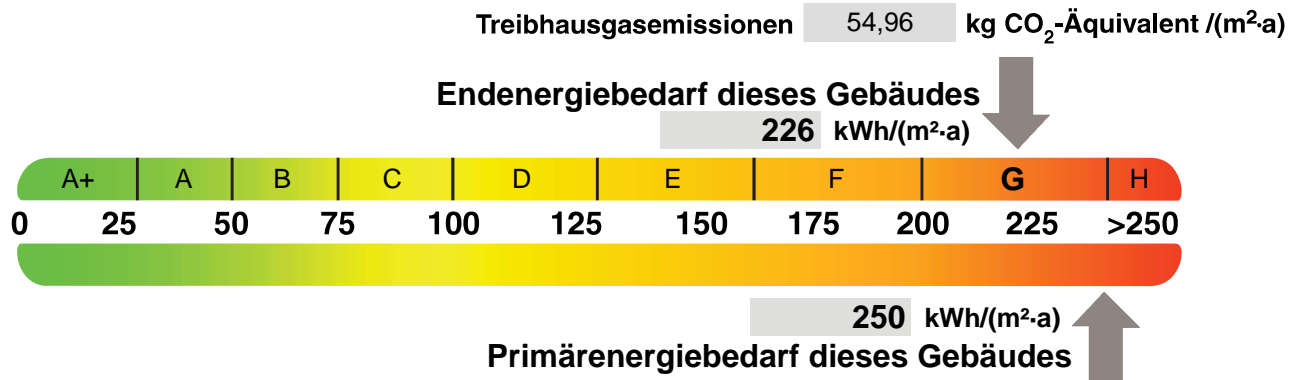 Treibhausgasemissionen 54,96 kg CO₂-Äquivalent /(m²·a)
Endenergiebedarf dieses Gebäudes
226 kWh/(m²·a)
A+ A B C D E F G H
0 25 50 75 100 125 150 175 200 225 >250
250 kWh/(m²·a)
Primärenergiebedarf dieses Gebäudes